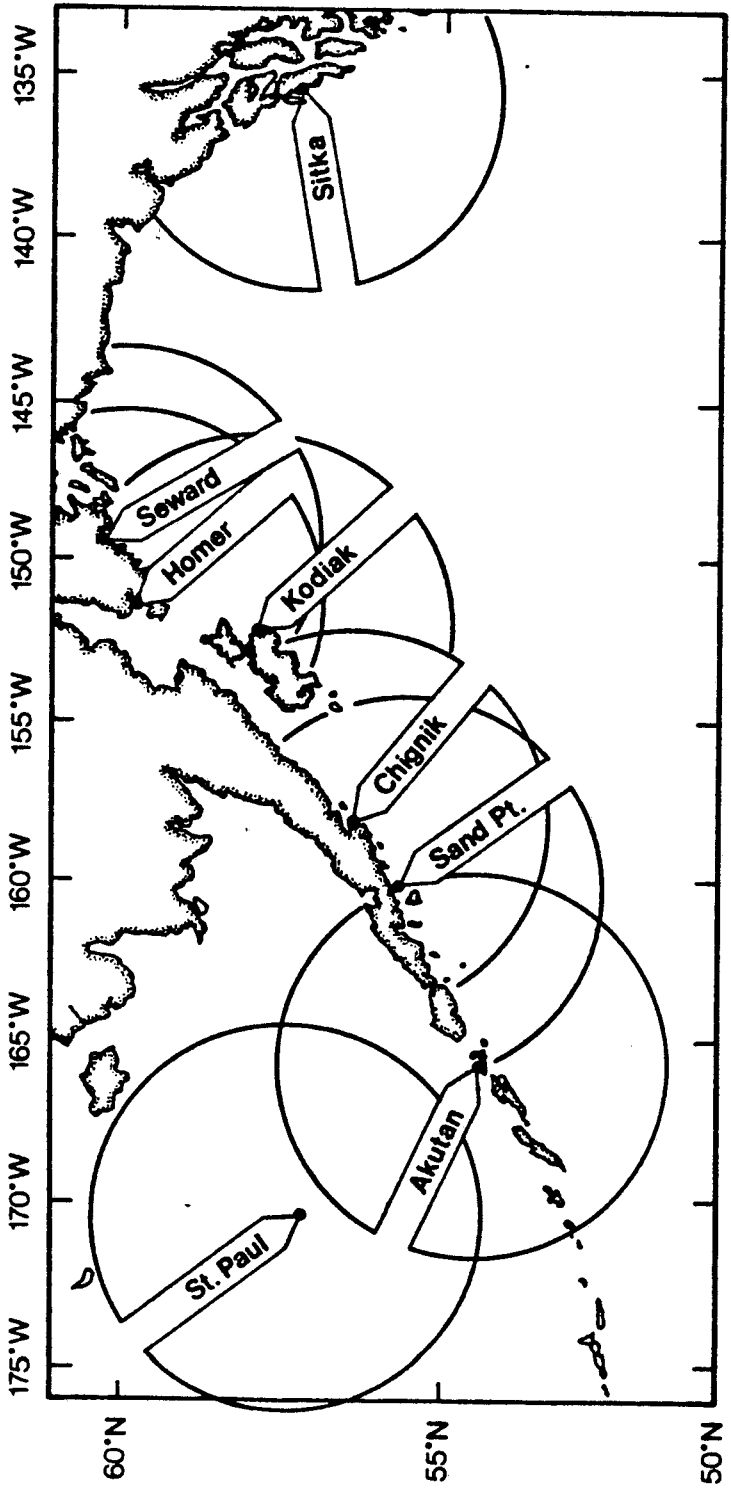 60°N
55°N
50°N
175°W
170°W
165°W
160°W
155°W
150°W
145°W
140°W
135°W
St. Paul
Akutan
Sand Pt.
Chignik
Kodiak
Homer
Seward
Sitka